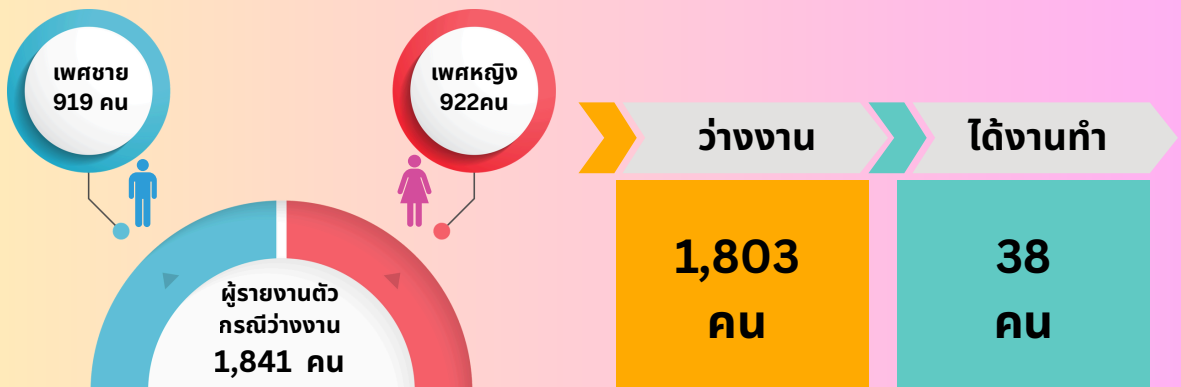 เพศชาย
919 คน
เพศหญิง
922คน
ผู้รายงานตัว
กรณีว่างงาน
1,841 คน
ว่างงาน
ได้งานทำ
1,803
คน
38
คน